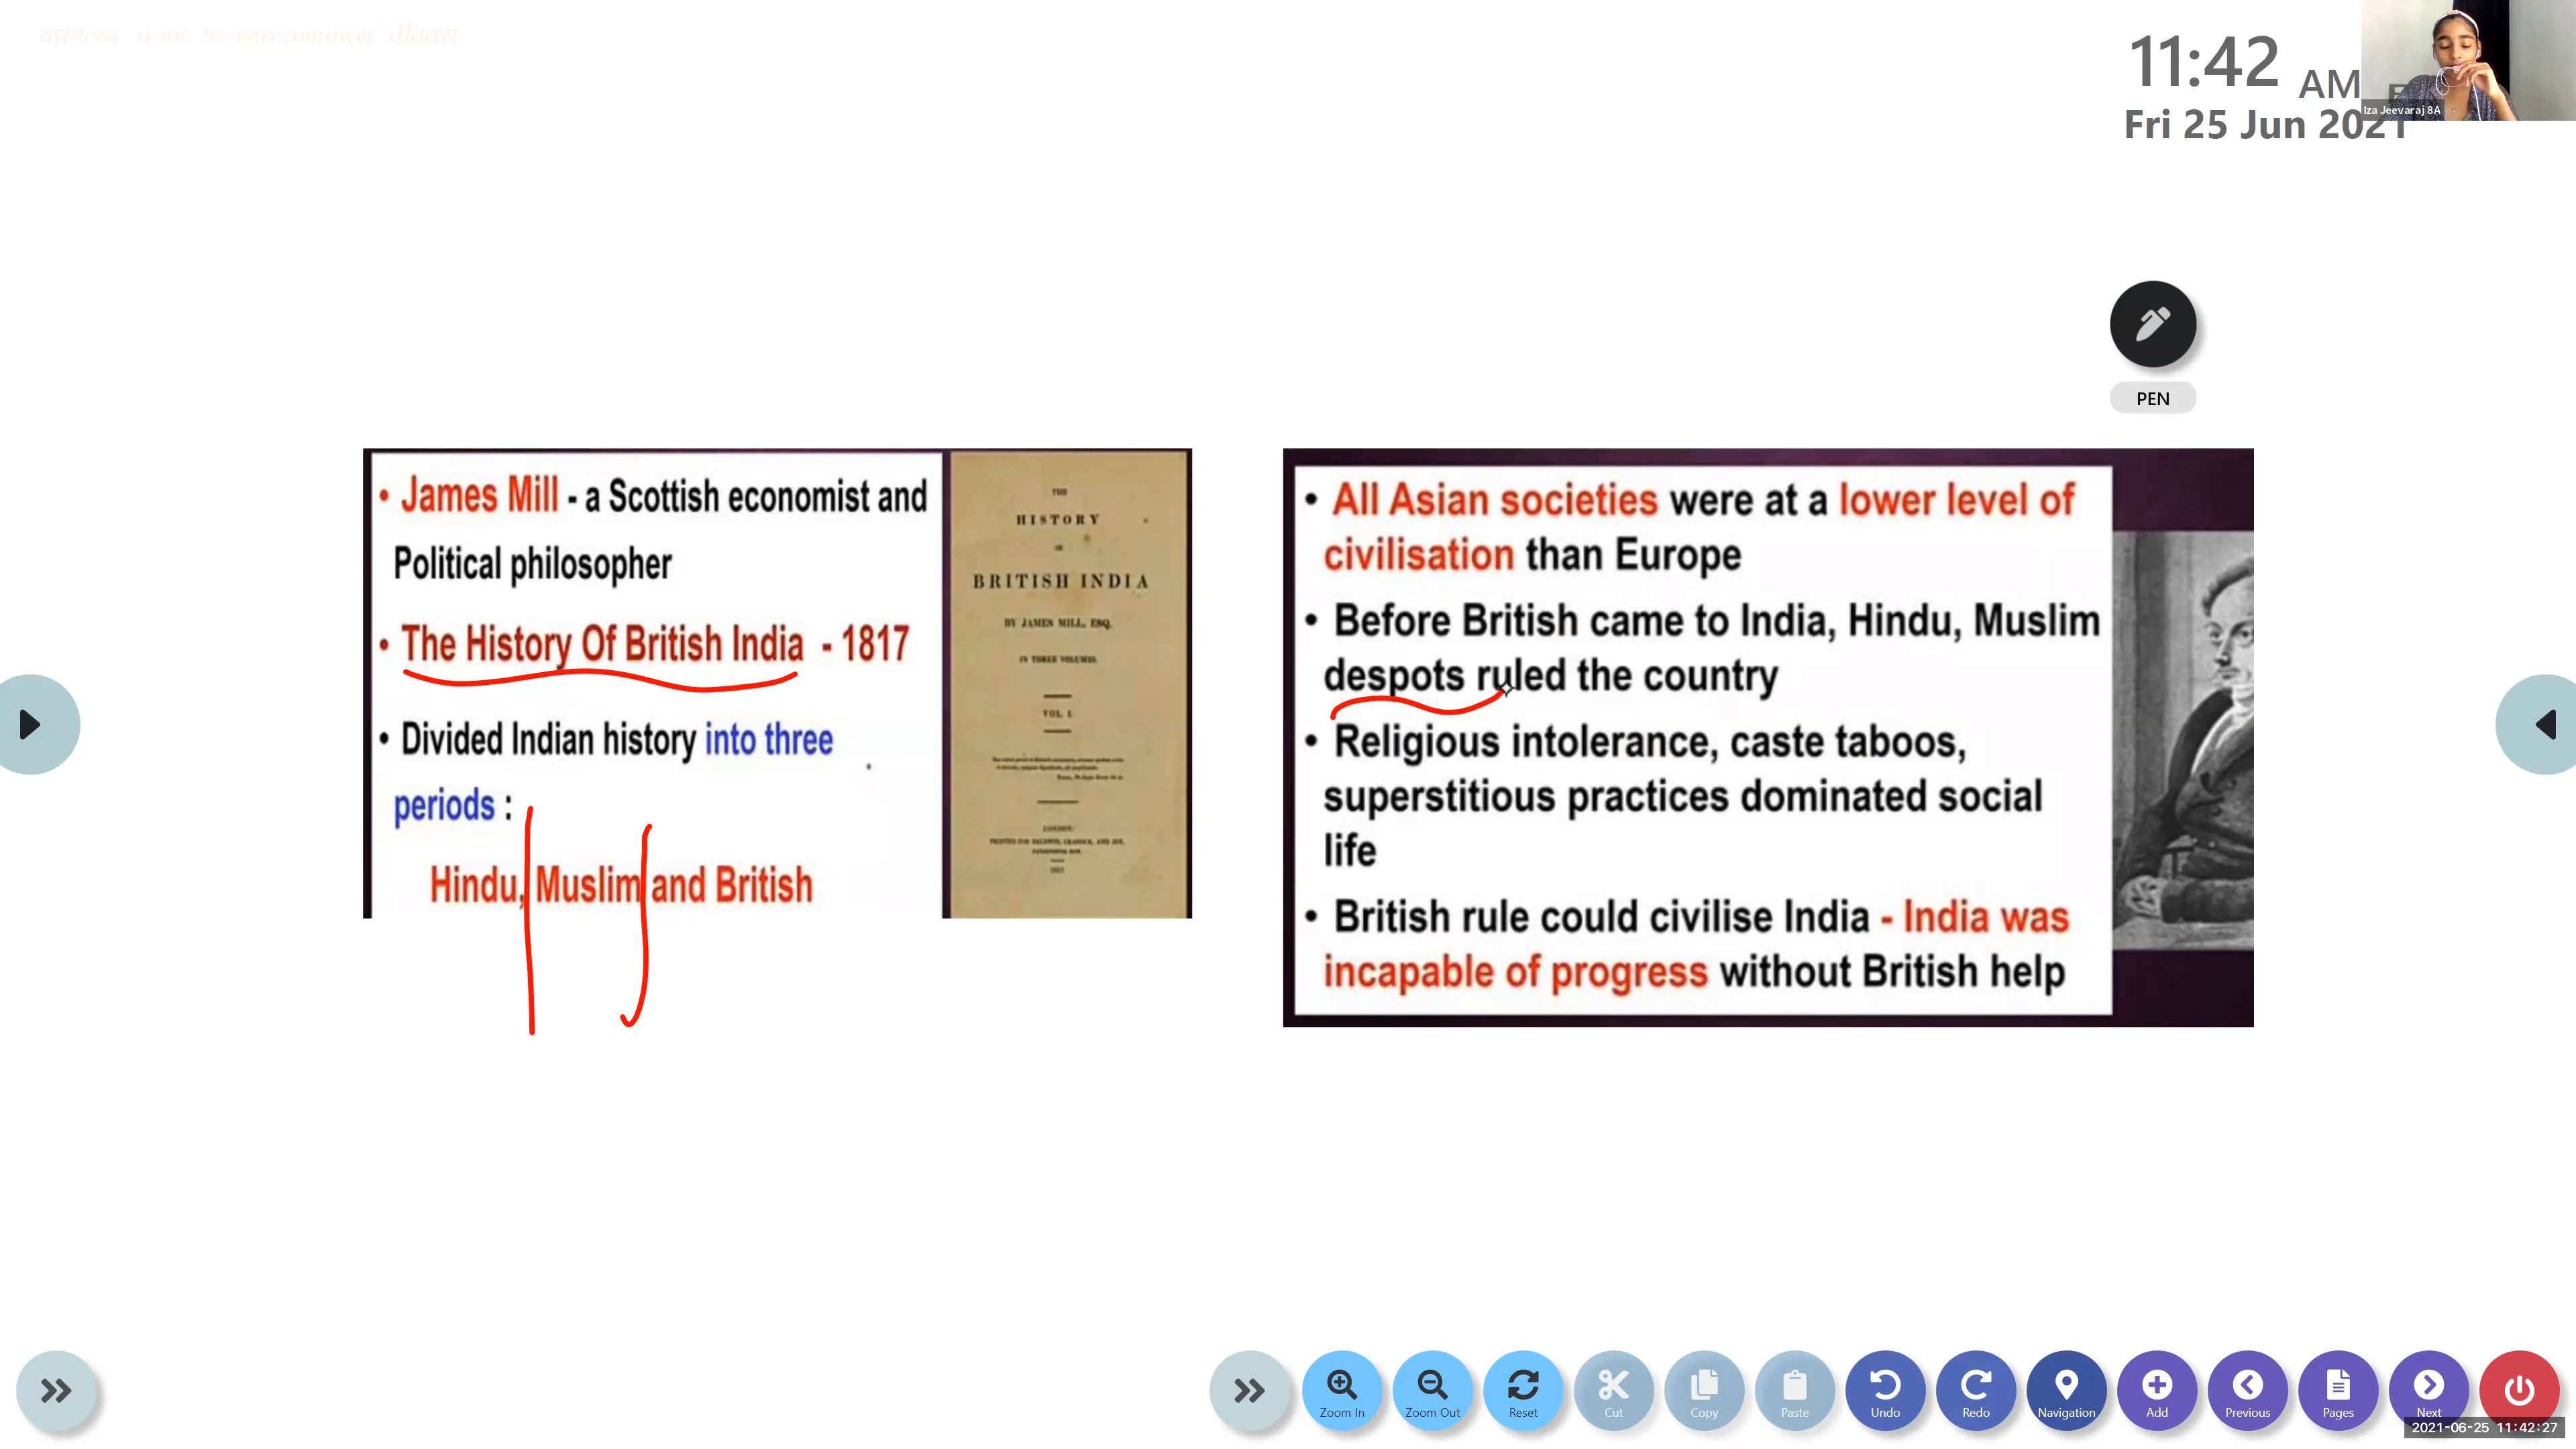 11:42 AM
Iza Jeevaraj 8A
Fri 25 Jun 2021
PEN
• James Mill - a Scottish economist and
Political philosopher
• The History Of British India - 1817
• Divided Indian history into three
periods :
Hindu, Muslim and British
THE
HISTORY
OF
BRITISH INDIA
BY JAMES MILL, ESQ.
IN THREE VOLUMES.
VOL. I.
LONDON:
1817
• All Asian societies were at a lower level of
civilisation than Europe
• Before British came to India, Hindu, Muslim
despots ruled the country
• Religious intolerance, caste taboos,
superstitious practices dominated social
life
• British rule could civilise India - India was
incapable of progress without British help
Zoom In
Zoom Out
Reset
Cut
Copy
Paste
Undo
Redo
Navigation
Add
Previous
Pages
Next
2021-06-25 11:42:27